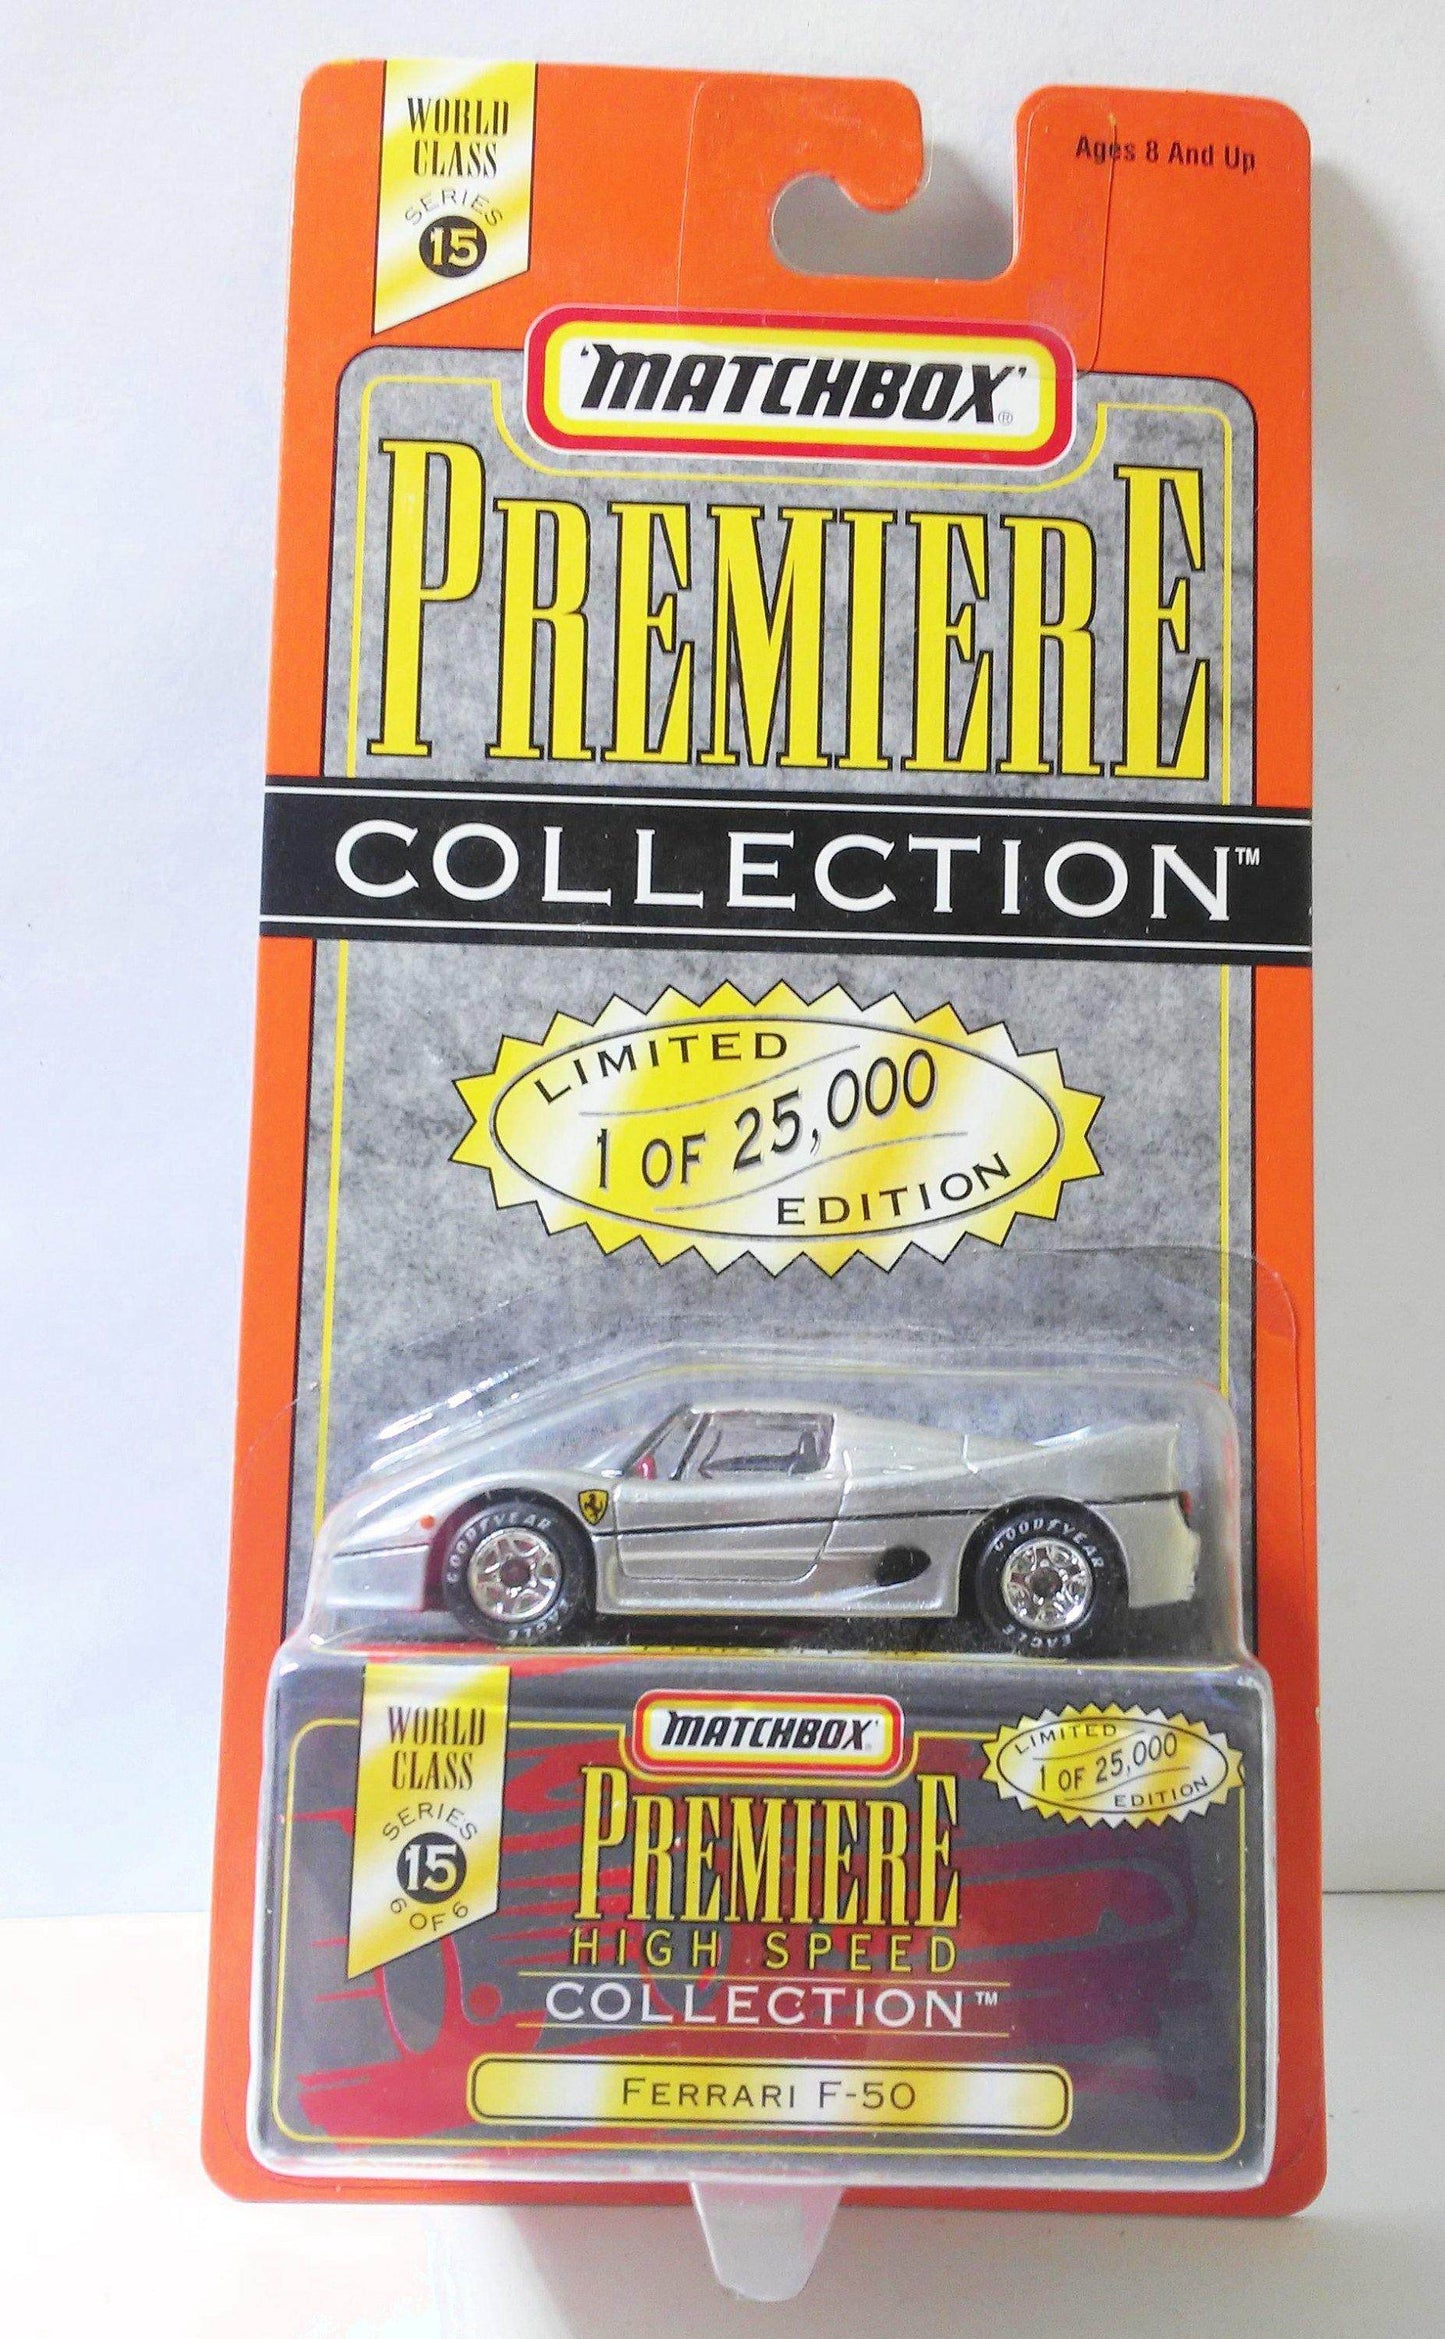 WORLD
CLASS
SERIES
15
Ages 8 And Up
'MATCHBOX'®
PREMIERE
COLLECTION™
LIMITED
1 OF 25,000
EDITION
GOODYEAR
EAGLE
GOODYEAR
EAGLE
WORLD
CLASS
SERIES
15
6 OF 6
MATCHBOX
PREMIERE
HIGH SPEED
COLLECTION™
LIMITED
1 OF 25,000
EDITION
FERRARI F-50